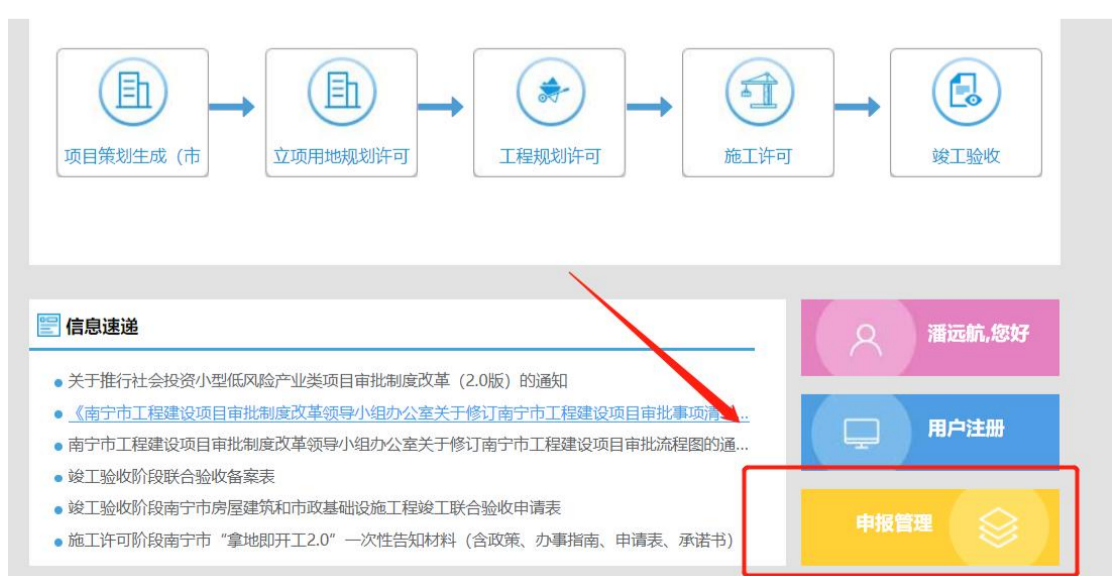 项目策划生成（市
立项用地规划许可
工程规划许可
施工许可
竣工验收
信息速递
关于推行社会投资小型低风险产业类项目审批制度改革（2.0版）的通知
《南宁市工程建设项目审批制度改革领导小组办公室关于修订南宁市工程建设项目审批事项清...
南宁市工程建设项目审批制度改革领导小组办公室关于修订南宁市工程建设项目审批流程图的通...
竣工验收阶段联合验收备案表
竣工验收阶段南宁市房屋建筑和市政基础设施工程竣工联合验收申请表
施工许可阶段南宁市“拿地即开工2.0”一次性告知材料（含政策、办事指南、申请表、承诺书）
潘远航,您好
用户注册
申报管理